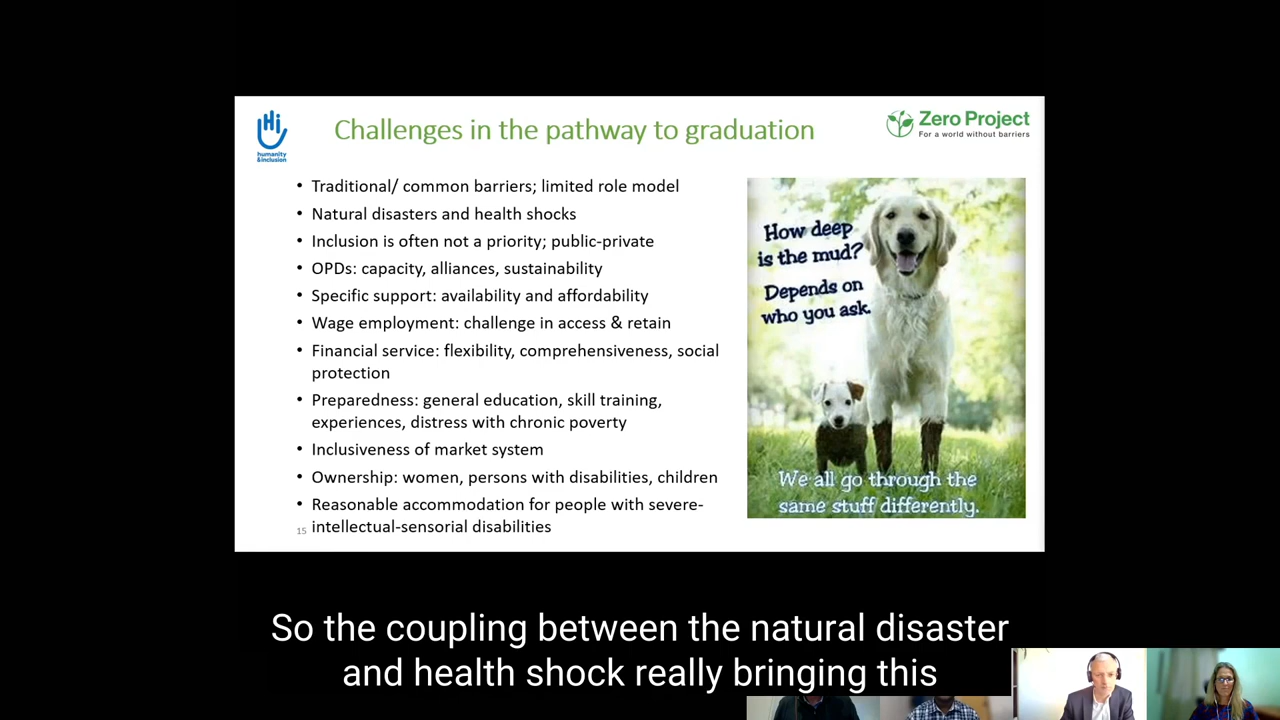 humanity
&inclusion
Challenges in the pathway to graduation
Zero Project
For a world without barriers
• Traditional/ common barriers; limited role model
• Natural disasters and health shocks
• Inclusion is often not a priority; public-private
• OPDs: capacity, alliances, sustainability
• Specific support: availability and affordability
• Wage employment: challenge in access & retain
• Financial service: flexibility, comprehensiveness, social
protection
• Preparedness: general education, skill training,
experiences, distress with chronic poverty
• Inclusiveness of market system
• Ownership: women, persons with disabilities, children
• Reasonable accommodation for people with severe-
intellectual-sensorial disabilities
15
How deep
is the mud?
Depends on
who you ask.
We all go through the
same stuff differently.
So the coupling between the natural disaster
and health shock really bringing this